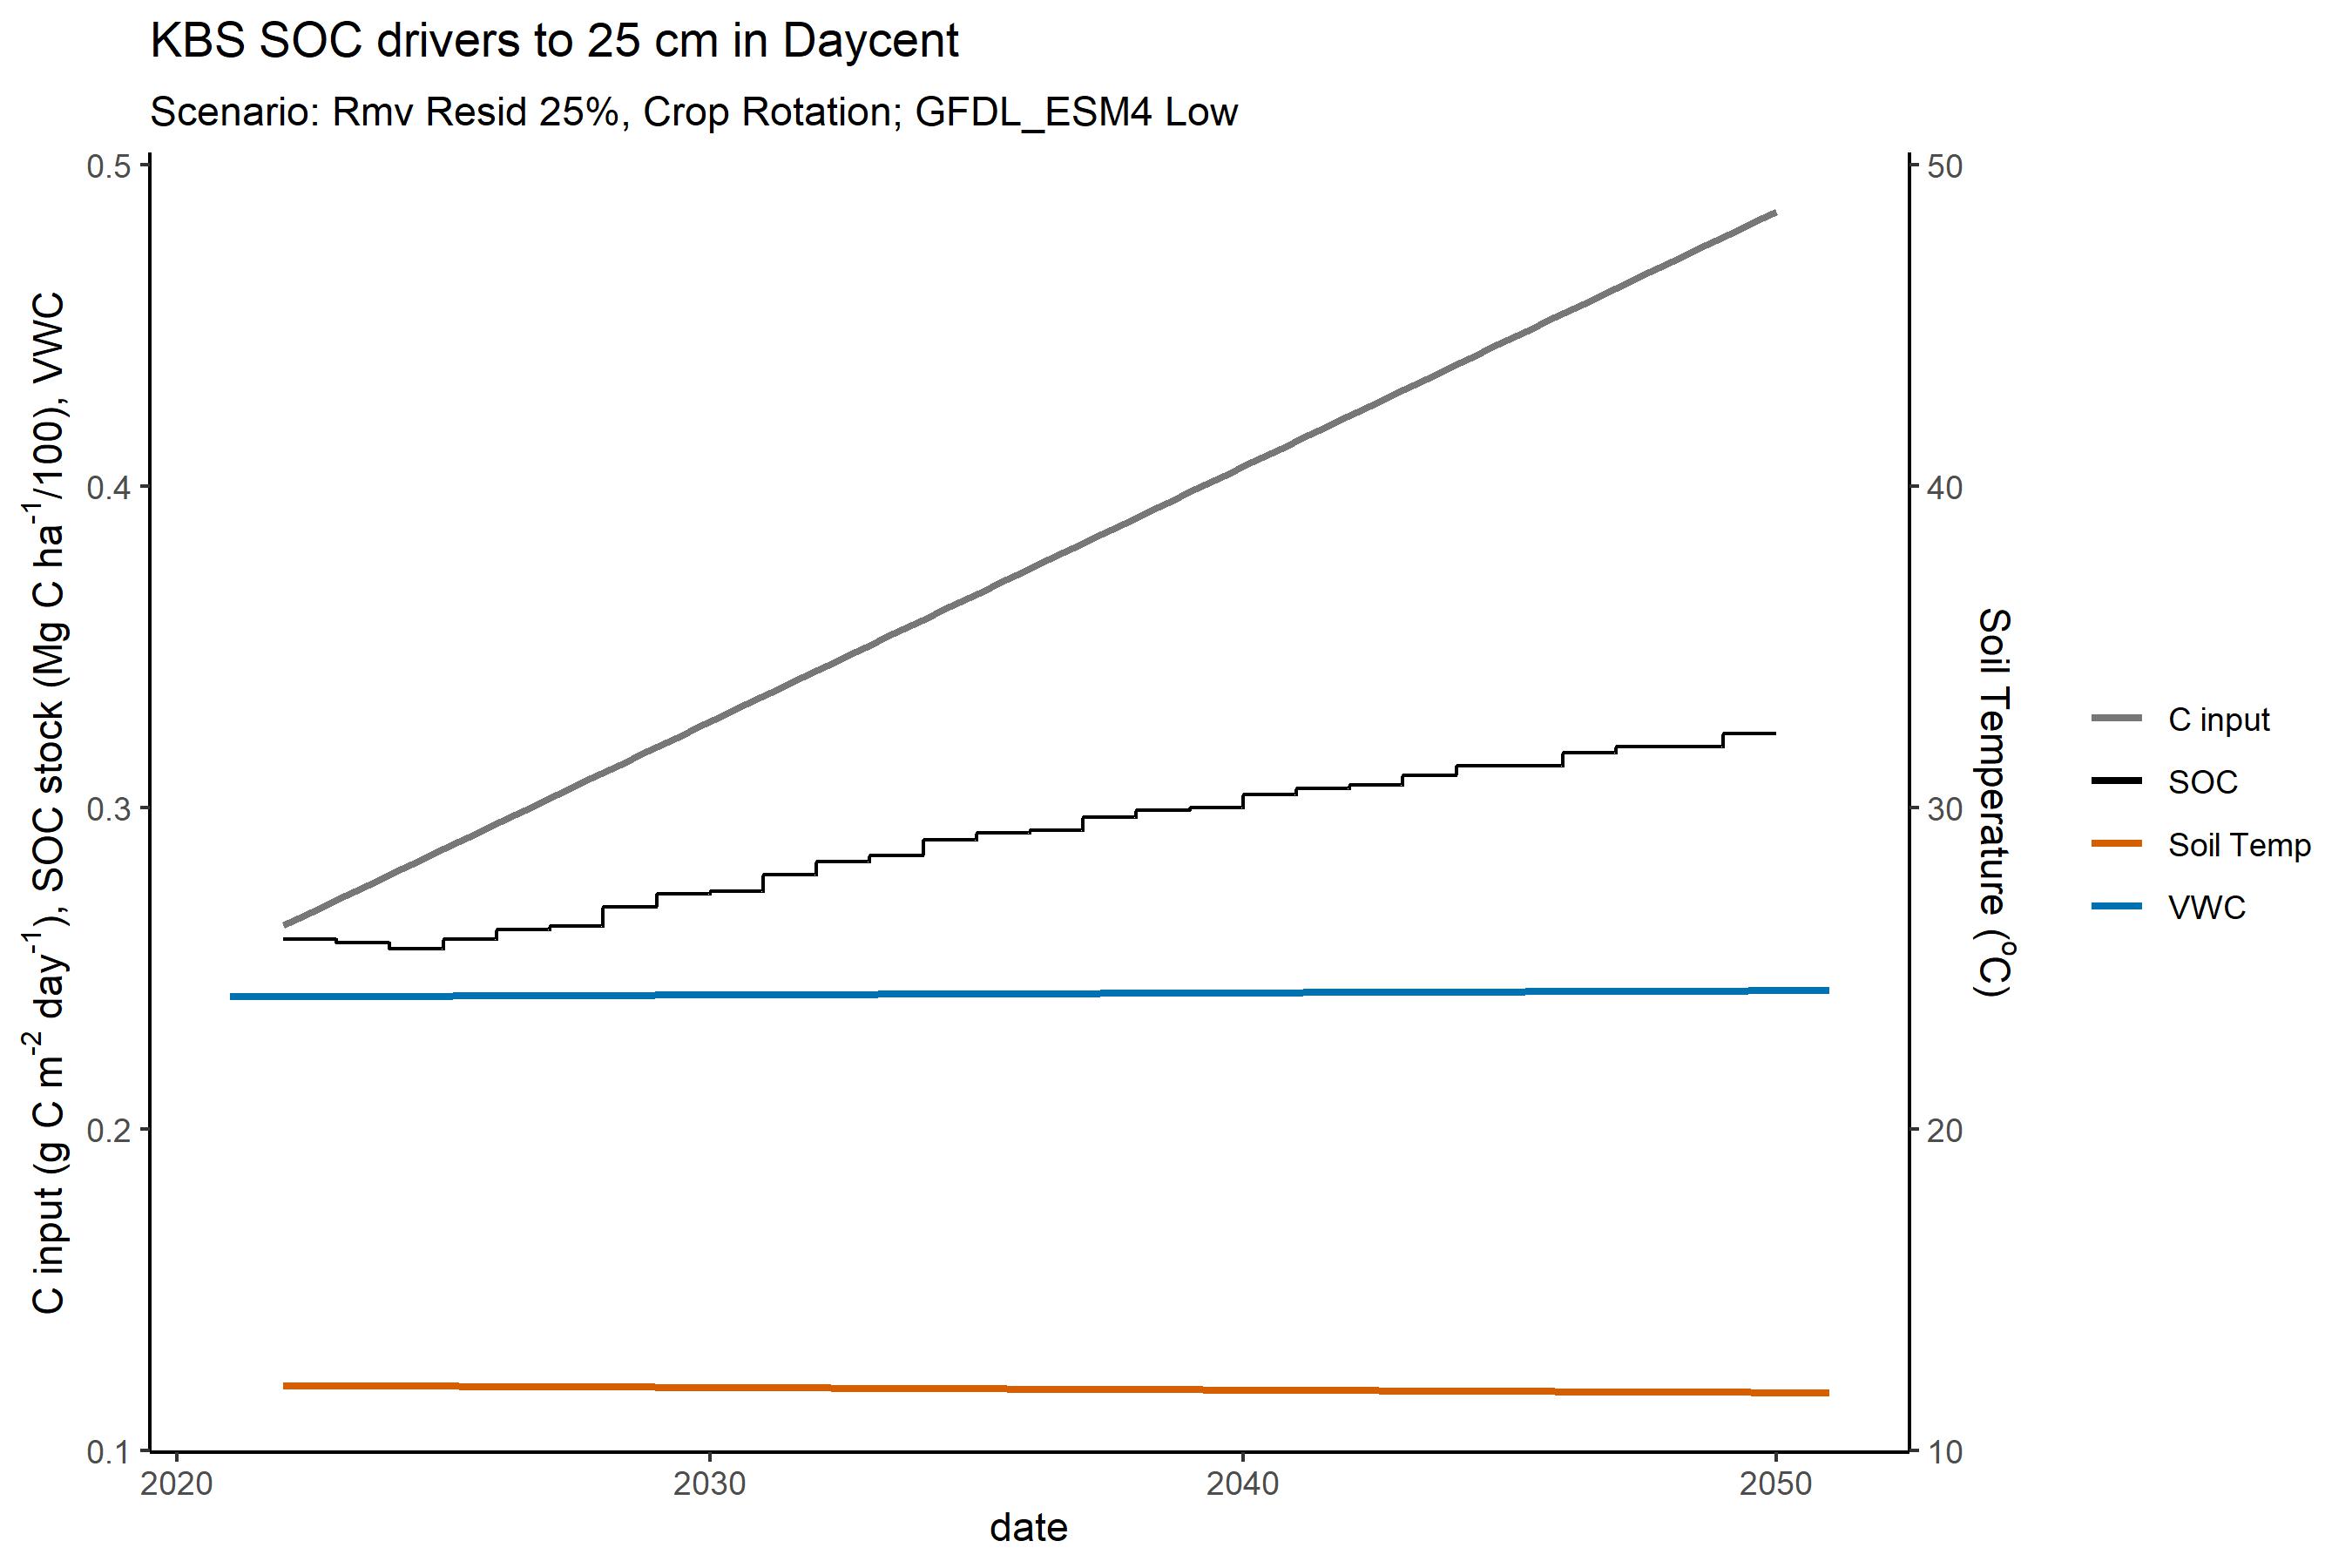 KBS SOC drivers to 25 cm in Daycent
Scenario: Rmv Resid 25%, Crop Rotation; GFDL_ESM4 Low
C input (g C m⁻² day⁻¹), SOC stock (Mg C ha⁻¹/100), VWC
0.5
0.4
0.3
0.2
0.1
2020
2030
2040
2050
date
50
40
30
20
10
Soil Temperature (°C)
C input
SOC
Soil Temp
VWC